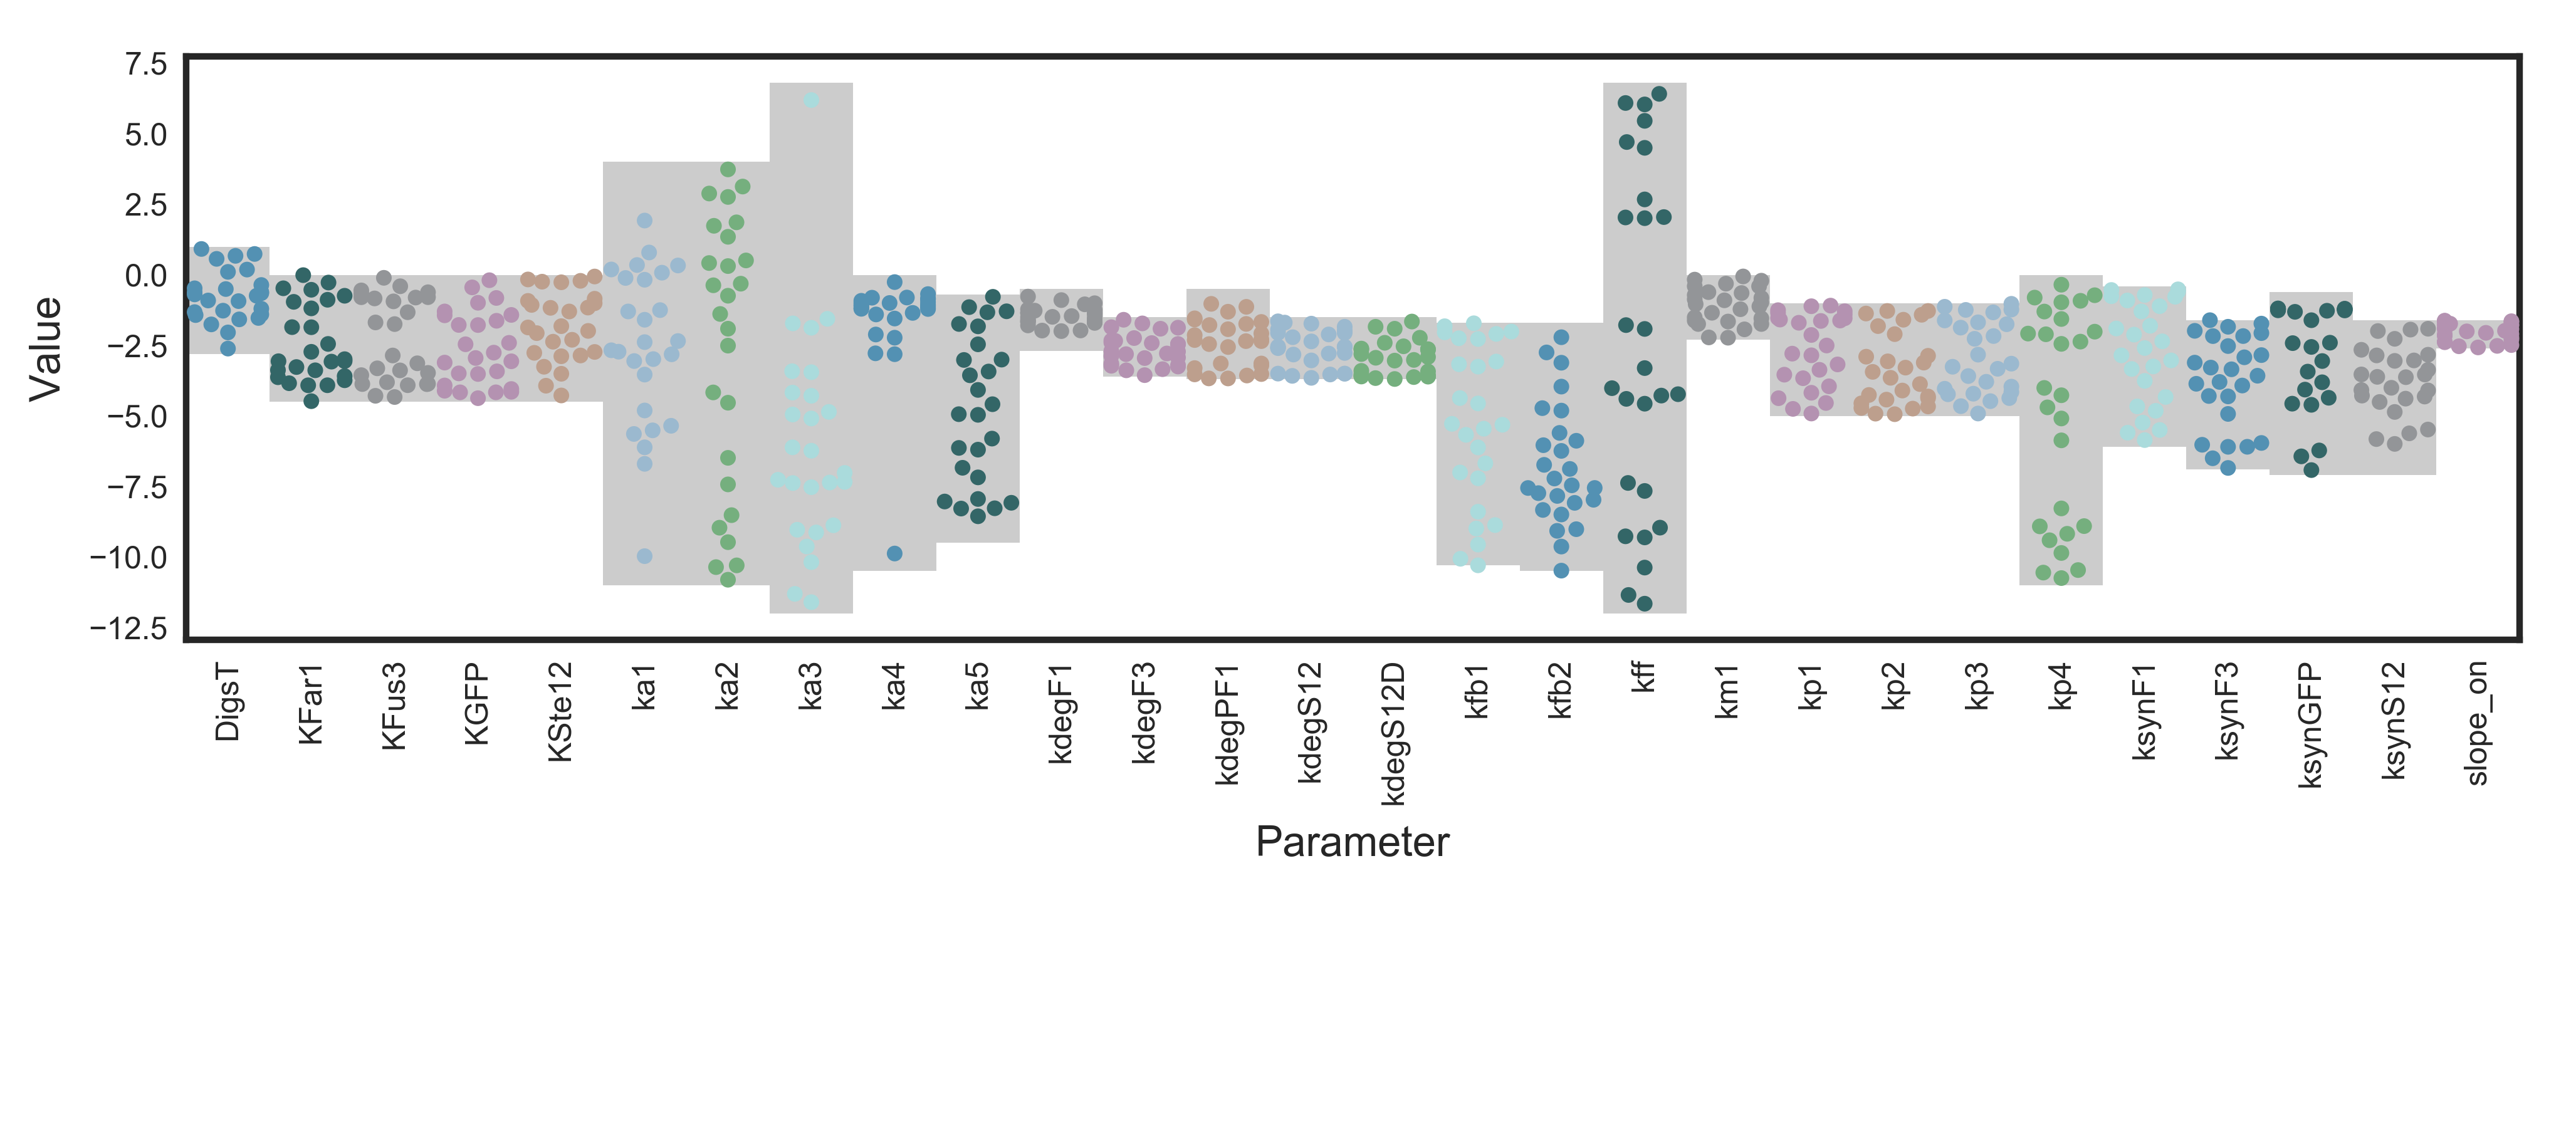 7.5
5.0
2.5
0.0
−2.5
−5.0
−7.5
−10.0
−12.5
Value
DigsT
KFar1
KFus3
KGFP
KSte12
ka1
ka2
ka3
ka4
ka5
kdegF1
kdegF3
kdegPF1
kdegS12
kdegS12D
kfb1
kfb2
kff
km1
kp1
kp2
kp3
kp4
ksynF1
ksynF3
ksynGFP
ksynS12
slope_on
Parameter